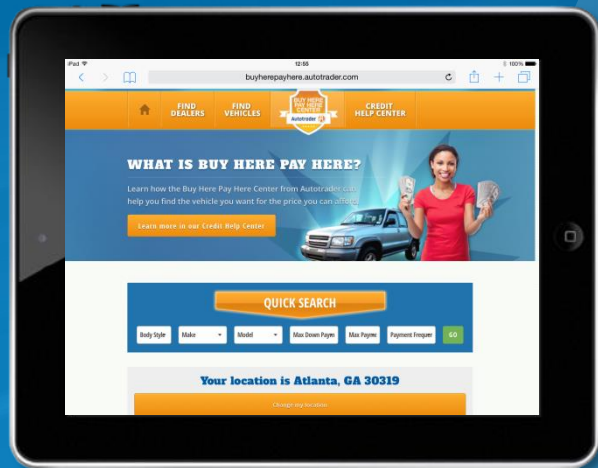 iPad
12:55
100%
buyherepayhere.autotrader.com
FIND DEALERS
FIND VEHICLES
BUY HERE
PAY HERE
CENTER
Autotrader
CREDIT HELP CENTER
WHAT IS BUY HERE PAY HERE?
Learn how the Buy Here Pay Here Center from Autotrader can
help you find the vehicle you want for the price you can afford.
Learn more in our Credit Help Center
QUICK SEARCH
Body Style Make Model Max Down Paym Max Payme Payment Frequen GO
Your location is Atlanta, GA 30319
Change my location